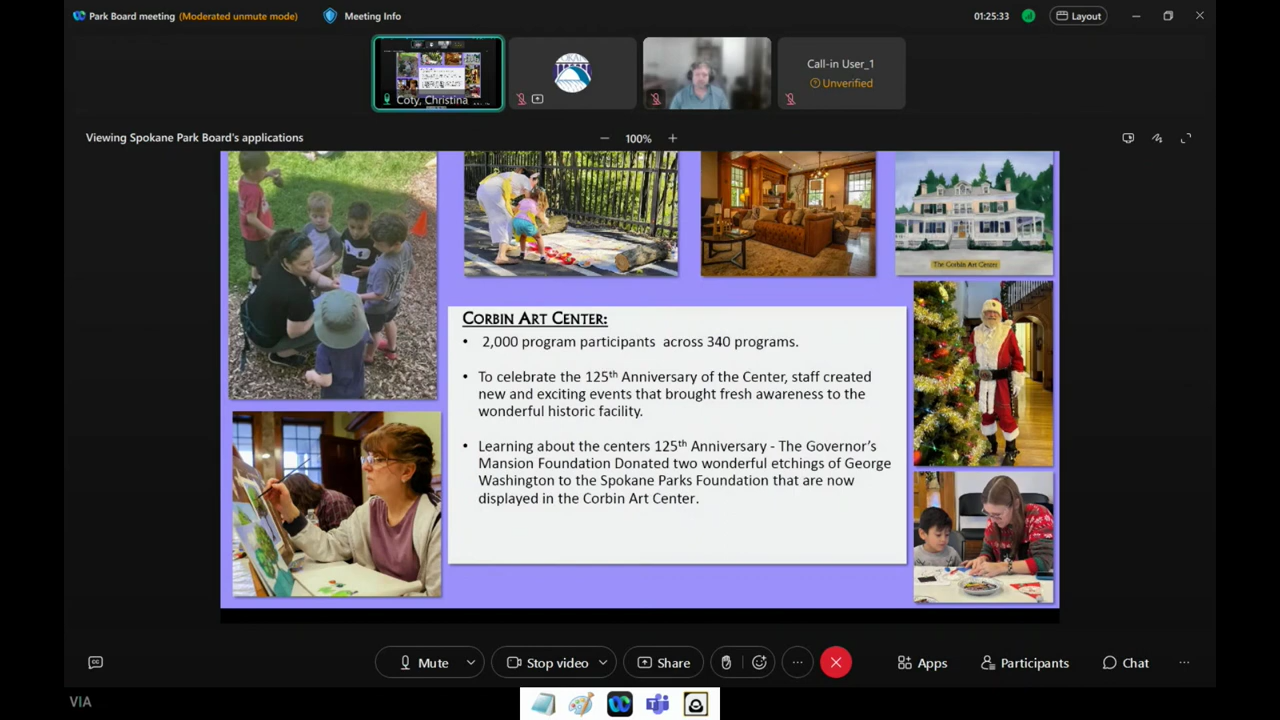 Park Board meeting (Moderated unmute mode)
Meeting Info
01:25:33
Layout
Coty, Christina
Call-in User_1
Unverified
Viewing Spokane Park Board's applications
100%
The Corbin Art Center
CORBIN ART CENTER:
• 2,000 program participants across 340 programs.
• To celebrate the 125th Anniversary of the Center, staff created
new and exciting events that brought fresh awareness to the
wonderful historic facility.
• Learning about the centers 125th Anniversary - The Governor's
Mansion Foundation Donated two wonderful etchings of George
Washington to the Spokane Parks Foundation that are now
displayed in the Corbin Art Center.
Mute
Stop video
Share
Apps
Participants
Chat
VIA